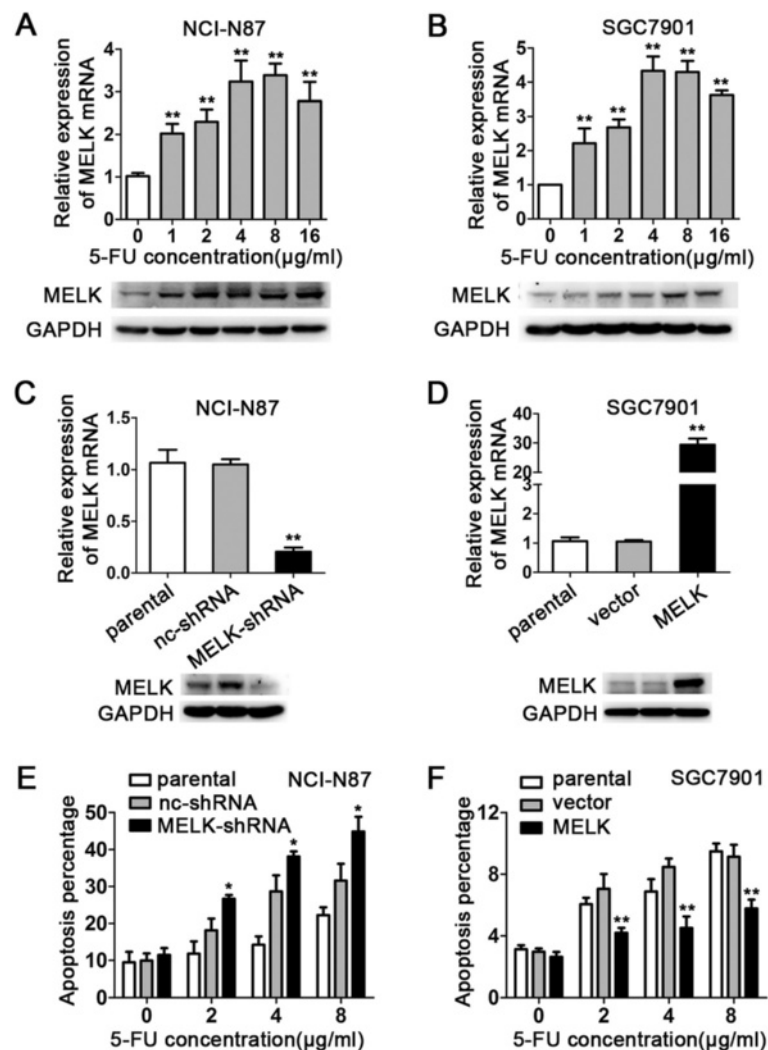 A
NCI-N87
Relative expression
of MELK mRNA
5
4
3
2
1
0
**
**
**
**
**
0 1 2 4 8 16
5-FU concentration(μg/ml)
MELK
GAPDH
B
SGC7901
Relative expression
of MELK mRNA
6
5
4
3
2
1
0
**
**
**
**
**
0 1 2 4 8 16
5-FU concentration(μg/ml)
MELK
GAPDH
C
NCI-N87
Relative expression
of MELK mRNA
1.5
1.0
0.5
0.0
**
parental
nc-shRNA
MELK-shRNA
MELK
GAPDH
D
SGC7901
Relative expression
of MELK mRNA
40
30
20
10
3
2
1
0
**
parental
vector
MELK
MELK
GAPDH
E
NCI-N87
parental
nc-shRNA
MELK-shRNA
Apoptosis percentage
50
40
30
20
10
0
*
*
*
0 2 4 8
5-FU concentration(μg/ml)
F
SGC7901
parental
vector
MELK
Apoptosis percentage
12
8
4
0
**
**
**
0 2 4 8
5-FU concentration(μg/ml)